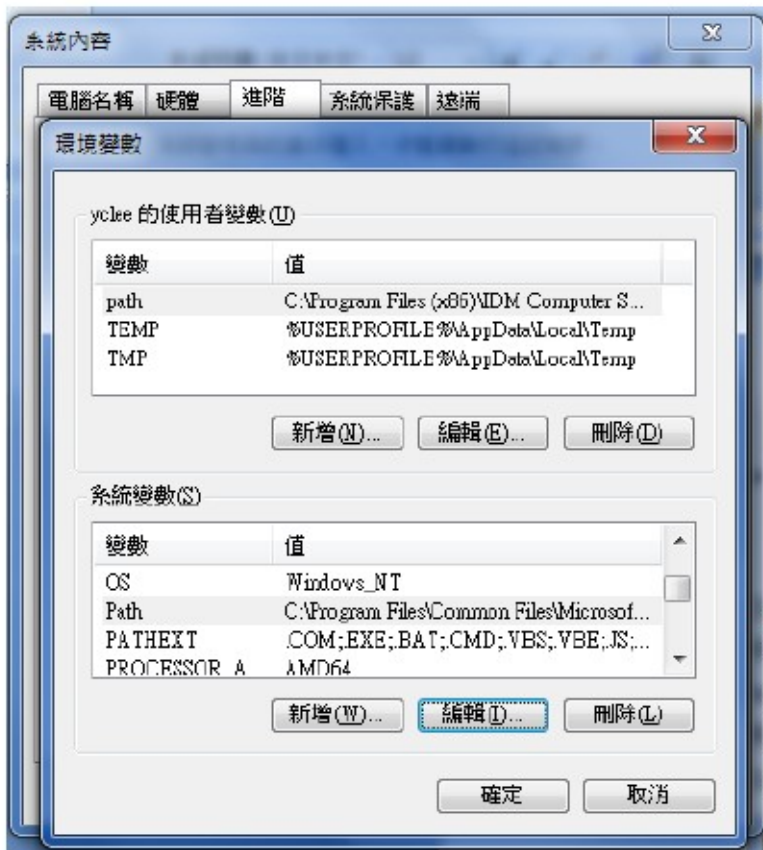 系統內容
電腦名稱 硬體 進階 系統保護 遠端
環境變數
yclee 的使用者變數(U)
變數 值
path C:\Program Files (x86)\IDM Computer S...
TEMP %USERPROFILE%\AppData\Local\Temp
TMP %USERPROFILE%\AppData\Local\Temp
新增(N)... 編輯(E)... 刪除(D)
系統變數(S)
變數 值
OS Windows_NT
Path C:\Program Files\Common Files\Microsof...
PATHEXT .COM;.EXE;.BAT;.CMD;.VBS;.VBE;.JS;...
PROCESSOR_A AMD64
新增(W)... 編輯(I)... 刪除(L)
確定 取消